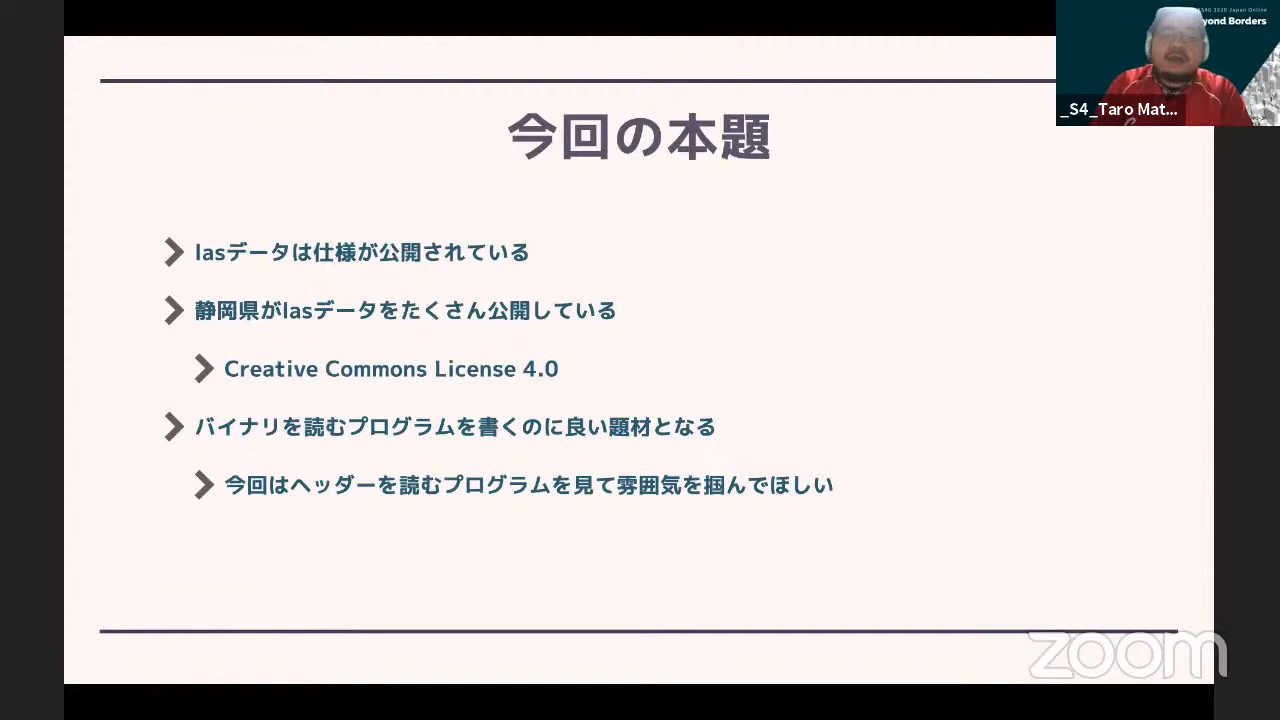 今回の本題
lasデータは仕様が公開されている
静岡県がlasデータをたくさん公開している
Creative Commons License 4.0
バイナリを読むプログラムを書くのに良い題材となる
今回はヘッダーを読むプログラムを見て雰囲気を掴んでほしい
2020 Japan Online
yond Borders
_S4_Taro Mat...
zoom